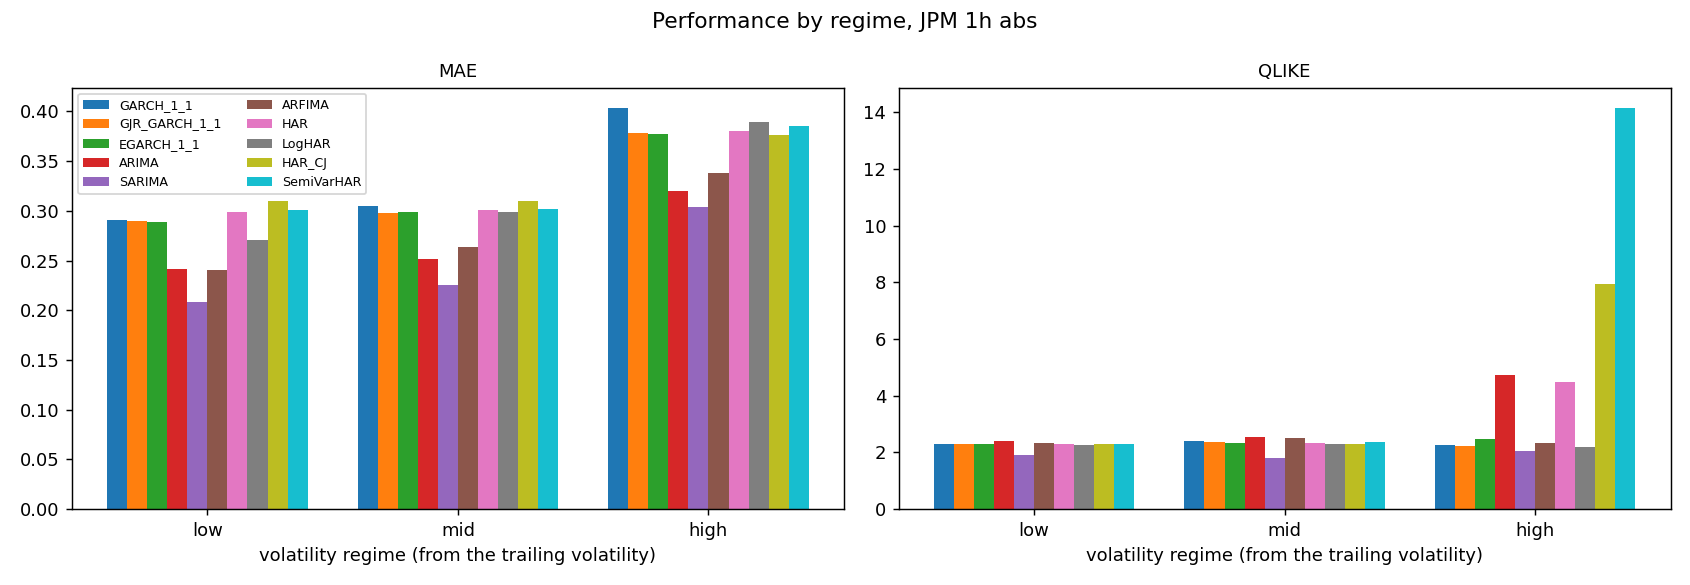 Performance by regime, JPM 1h abs
MAE
GARCH_1_1
GJR_GARCH_1_1
EGARCH_1_1
ARIMA
SARIMA
ARFIMA
HAR
LogHAR
HAR_CJ
SemiVarHAR
0.40
0.35
0.30
0.25
0.20
0.15
0.10
0.05
0.00
low mid high
volatility regime (from the trailing volatility)
QLIKE
14
12
10
8
6
4
2
0
low mid high
volatility regime (from the trailing volatility)